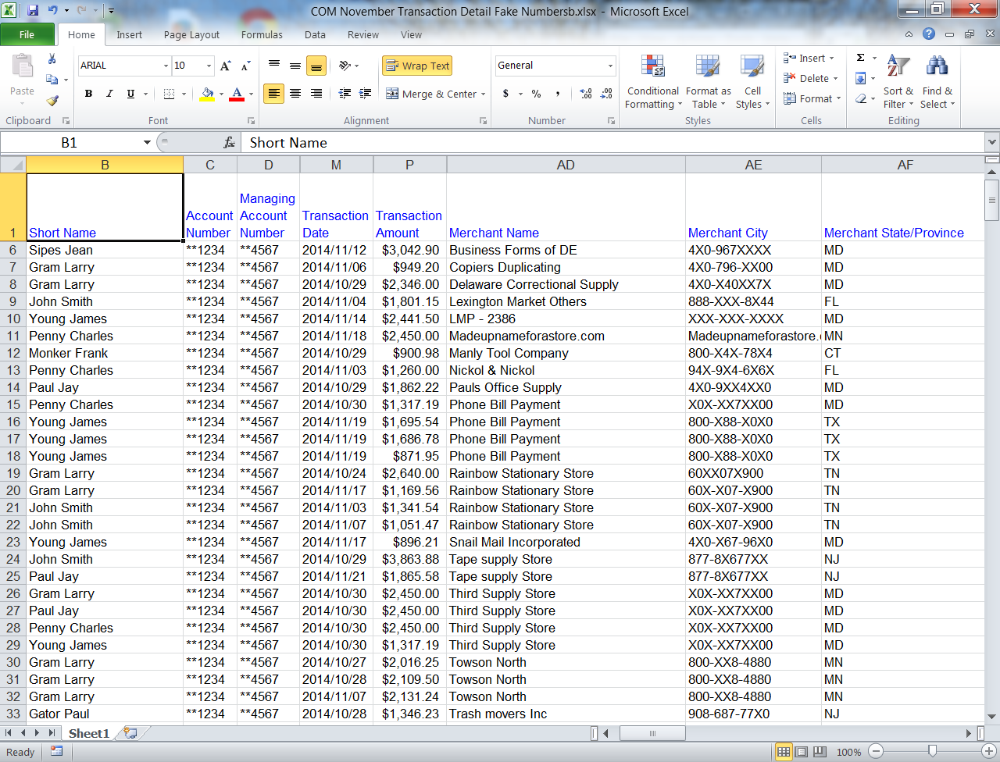 COM November Transaction Detail Fake Numbersb.xlsx - Microsoft Excel
File Home Insert Page Layout Formulas Data Review View
ARIAL 10 Wrap Text General Insert
Paste B I U A Merge & Center $ % , Conditional Formatting Format as Table Cell Styles Delete Format Σ Sort & Filter Find & Select
Clipboard Font Alignment Number Styles Cells Editing
B1 fx Short Name
B C D M P AD AE AF
1 Short Name Account Number Managing Account Number Transaction Date Transaction Amount Merchant Name Merchant City Merchant State/Province
6 Sipes Jean **1234 **4567 2014/11/12 $3,042.90 Business Forms of DE 4X0-967XXXX MD
7 Gram Larry **1234 **4567 2014/11/06 $949.20 Copiers Duplicating 4X0-796-XX00 MD
8 Gram Larry **1234 **4567 2014/10/29 $2,346.00 Delaware Correctional Supply 4X0-X40XX7X MD
9 John Smith **1234 **4567 2014/11/04 $1,801.15 Lexington Market Others 888-XXX-8X44 FL
10 Young James **1234 **4567 2014/11/14 $2,441.50 LMP - 2386 XXX-XXX-XXXX MD
11 Penny Charles **1234 **4567 2014/11/18 $2,450.00 Madeupnameforastore.com Madeupnameforastore. MN
12 Monker Frank **1234 **4567 2014/10/29 $900.98 Manly Tool Company 800-X4X-78X4 CT
13 Penny Charles **1234 **4567 2014/11/03 $1,260.00 Nickol & Nickol 94X-9X4-6X6X FL
14 Paul Jay **1234 **4567 2014/10/29 $1,862.22 Pauls Office Supply 4X0-9XX4XX0 MD
15 Penny Charles **1234 **4567 2014/10/30 $1,317.19 Phone Bill Payment X0X-XX7XX00 MD
16 Young James **1234 **4567 2014/11/19 $1,695.54 Phone Bill Payment 800-X88-X0X0 TX
17 Young James **1234 **4567 2014/11/19 $1,686.78 Phone Bill Payment 800-X88-X0X0 TX
18 Young James **1234 **4567 2014/11/19 $871.95 Phone Bill Payment 800-X88-X0X0 TX
19 Gram Larry **1234 **4567 2014/10/24 $2,640.00 Rainbow Stationary Store 60XX07X900 TN
20 Gram Larry **1234 **4567 2014/11/17 $1,169.56 Rainbow Stationary Store 60X-X07-X900 TN
21 John Smith **1234 **4567 2014/11/03 $1,341.54 Rainbow Stationary Store 60X-X07-X900 TN
22 John Smith **1234 **4567 2014/11/07 $1,051.47 Rainbow Stationary Store 60X-X07-X900 TN
23 Young James **1234 **4567 2014/11/17 $896.21 Snail Mail Incorporated 4X0-X67-96X0 MD
24 John Smith **1234 **4567 2014/10/29 $3,863.88 Tape supply Store 877-8X677XX NJ
25 Paul Jay **1234 **4567 2014/11/21 $1,865.58 Tape supply Store 877-8X677XX NJ
26 Gram Larry **1234 **4567 2014/10/30 $2,450.00 Third Supply Store X0X-XX7XX00 MD
27 Paul Jay **1234 **4567 2014/10/30 $2,450.00 Third Supply Store X0X-XX7XX00 MD
28 Penny Charles **1234 **4567 2014/10/30 $2,450.00 Third Supply Store X0X-XX7XX00 MD
29 Young James **1234 **4567 2014/10/30 $1,317.19 Third Supply Store X0X-XX7XX00 MD
30 Gram Larry **1234 **4567 2014/10/27 $2,016.25 Towson North 800-XX8-4880 MN
31 Gram Larry **1234 **4567 2014/10/28 $2,109.50 Towson North 800-XX8-4880 MN
32 Gram Larry **1234 **4567 2014/11/07 $2,131.24 Towson North 800-XX8-4880 MN
33 Gator Paul **1234 **4567 2014/10/28 $1,346.23 Trash movers Inc 908-687-77X0 NJ
Sheet1
Ready 100%